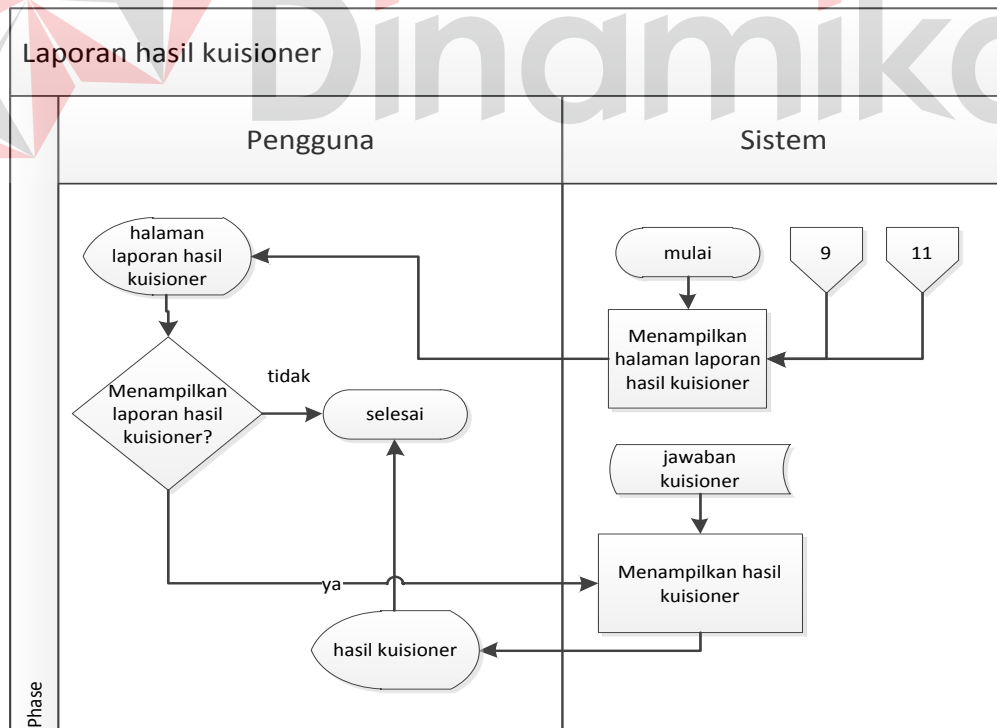 Dinamika
Laporan hasil kuisioner
Pengguna
Sistem
halaman
laporan hasil
kuisioner
mulai
9
11
Menampilkan
halaman laporan
hasil kuisioner
Menampilkan
laporan hasil
kuisioner?
tidak
selesai
jawaban
kuisioner
ya
Menampilkan hasil
kuisioner
hasil kuisioner
Phase